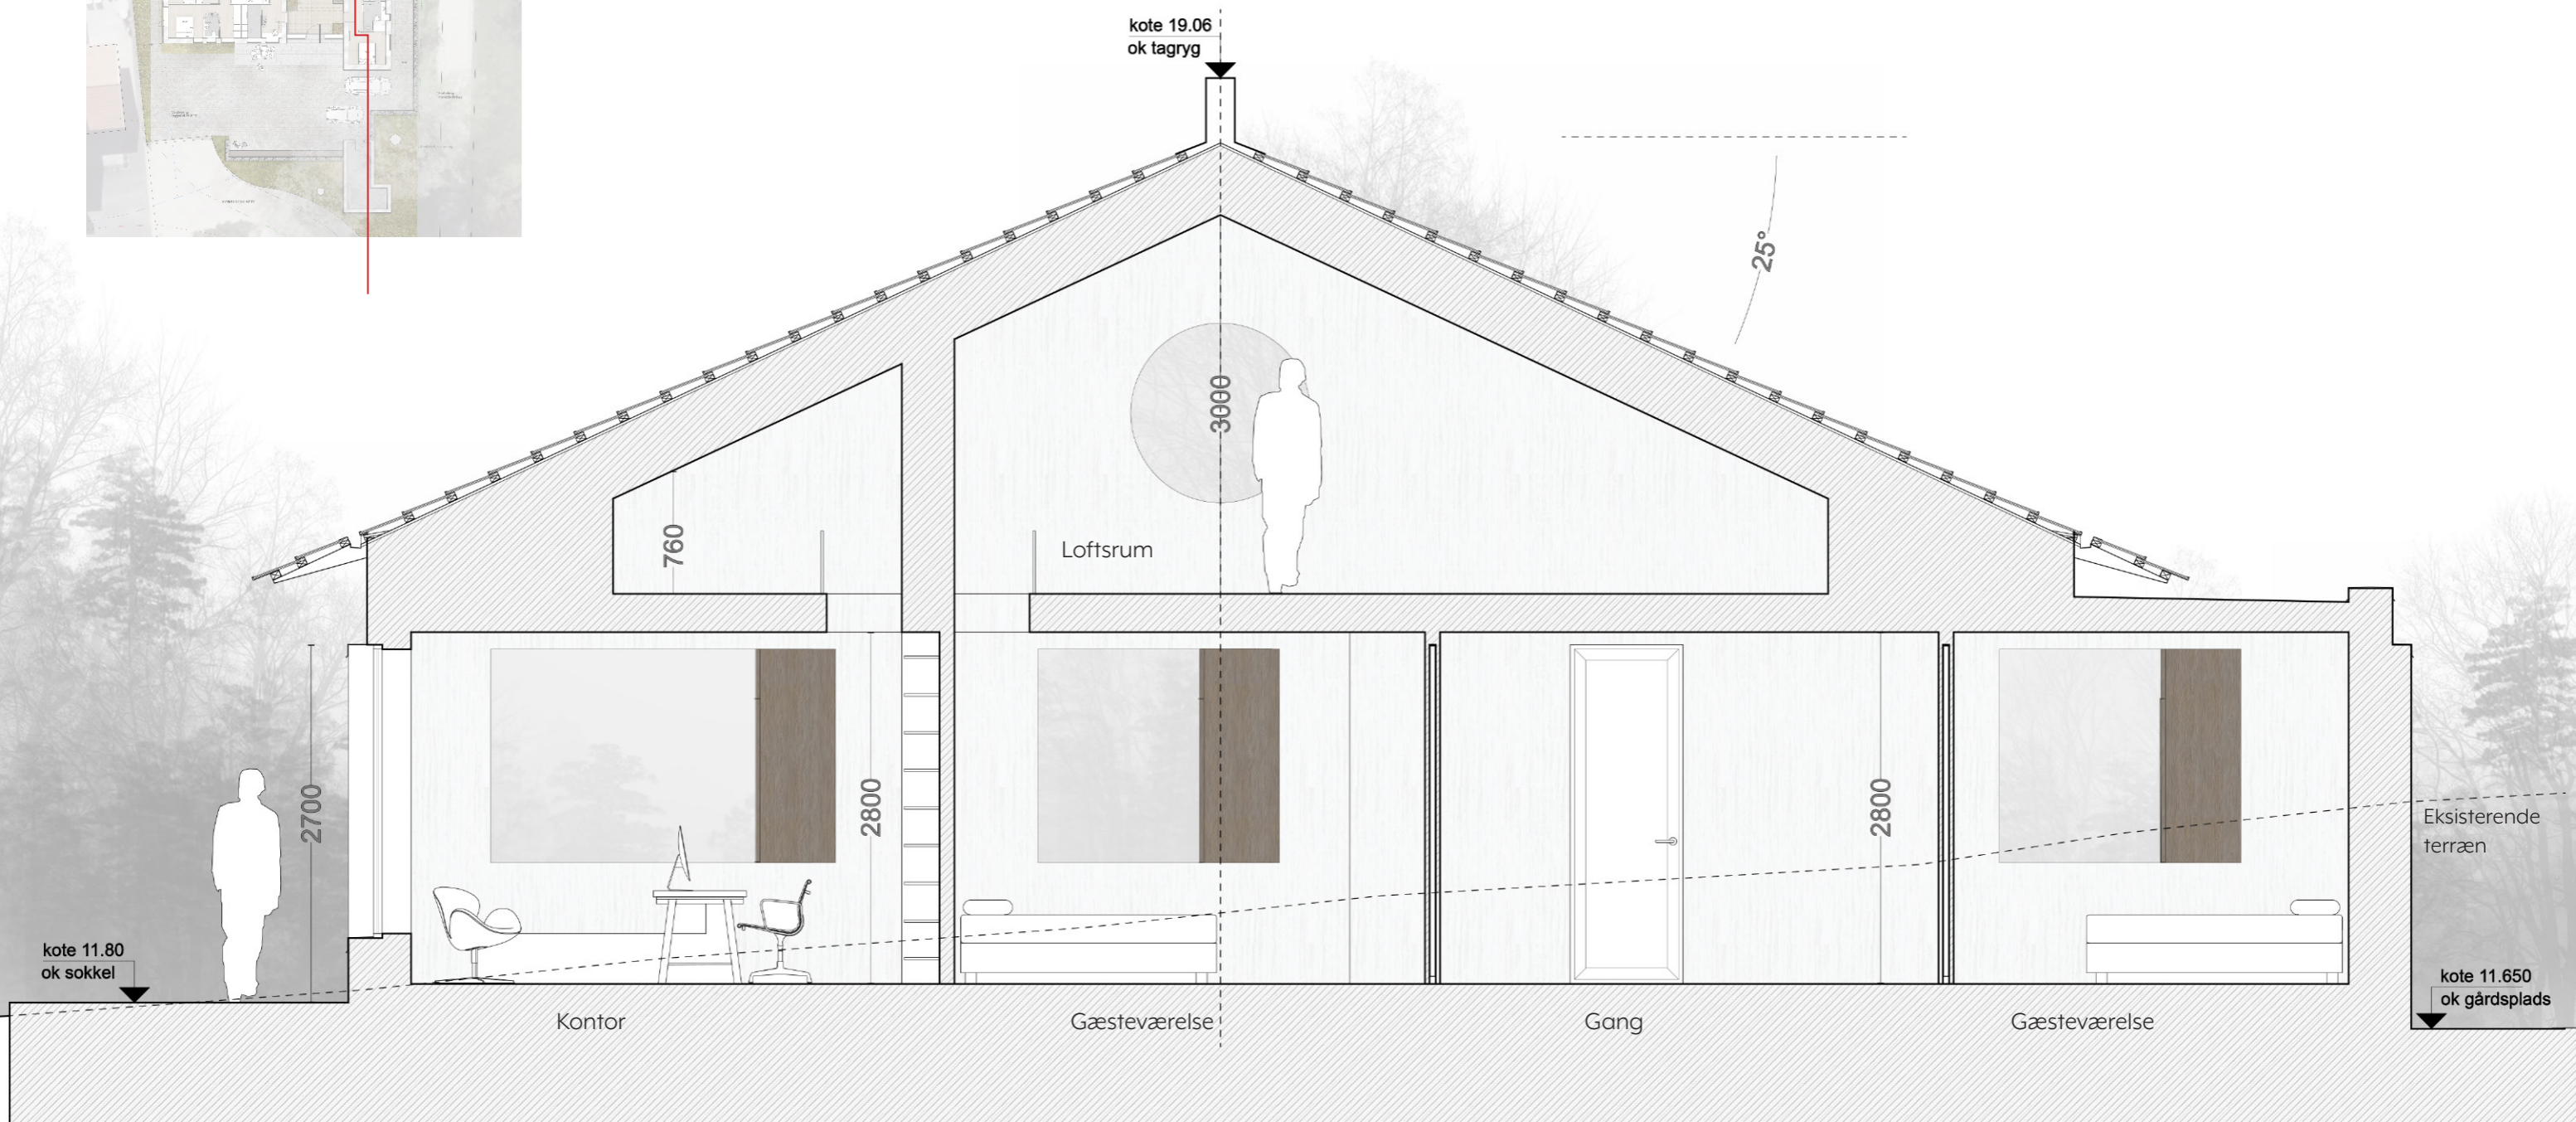 kote 19.06
ok tagryg
25°
3000
760
Loftsrum
2700
2800
2800
Eksisterende
terræn
kote 11.80
ok sokkel
kote 11.650
ok gårdsplads
Kontor
Gæsteværelse
Gang
Gæsteværelse